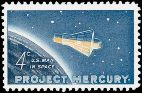 4¢
U.S. MAN
IN SPACE
PROJECT MERCURY